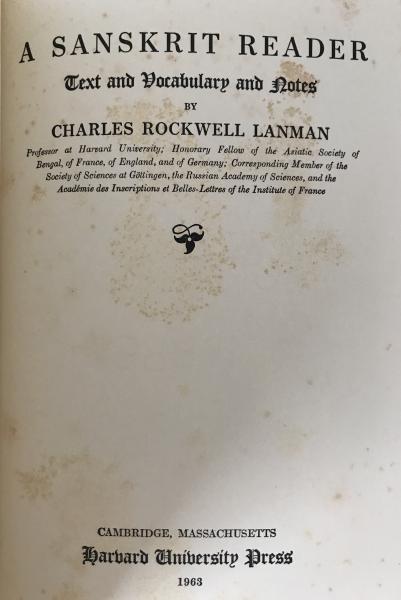 A SANSKRIT READER
Text and Vocabulary and Notes
BY
CHARLES ROCKWELL LANMAN
Professor at Harvard University; Honorary Fellow of the Asiatic Society of
Bengal, of France, of England, and of Germany; Corresponding Member of the
Society of Sciences at Göttingen, the Russian Academy of Sciences, and the
Académie des Inscriptions et Belles-Lettres of the Institute of France
CAMBRIDGE, MASSACHUSETTS
Harvard University Press
1963